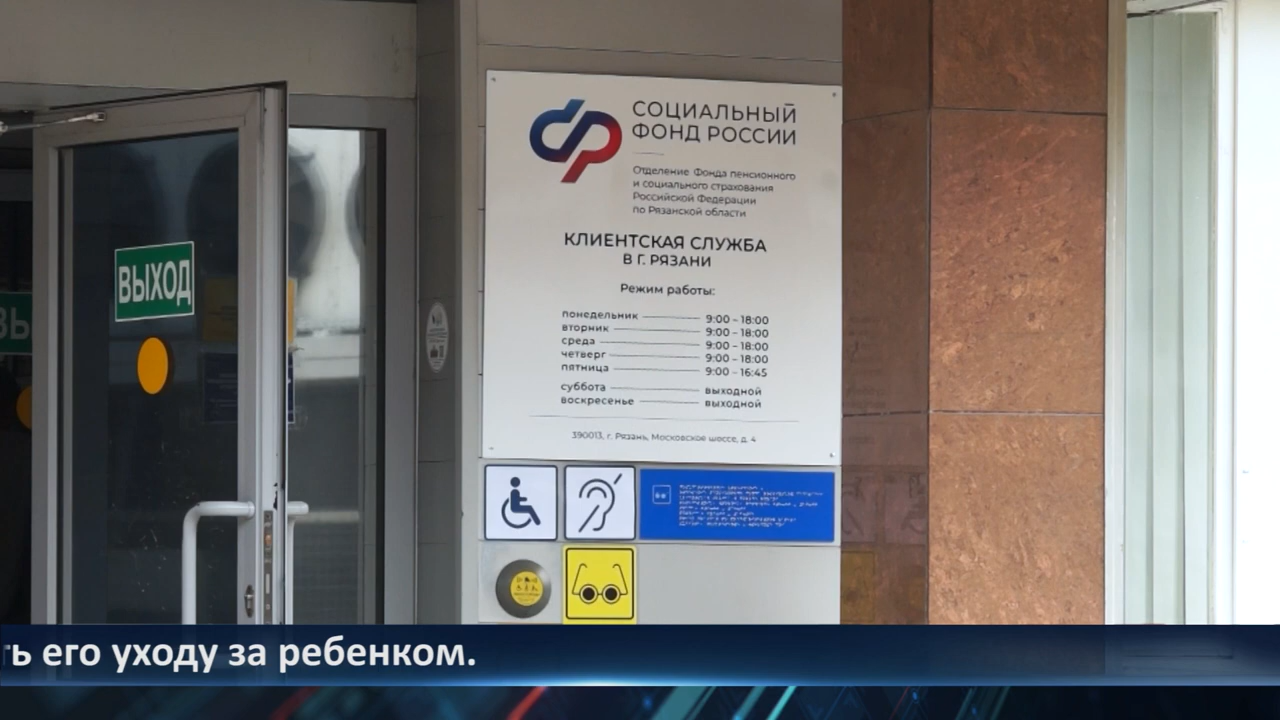 СОЦИАЛЬНЫЙ
ФОНД РОССИИ
Отделение Фонда пенсионного
и социального страхования
Российской Федерации
по Рязанской области
КЛИЕНТСКАЯ СЛУЖБА
В Г. РЯЗАНИ
Режим работы:
понедельник 9:00 – 18:00
вторник 9:00 – 18:00
среда 9:00 – 18:00
четверг 9:00 – 18:00
пятница 9:00 – 16:45
суббота выходной
воскресенье выходной
390013, г. Рязань, Московское шоссе, д. 4
ВЫХОД
его уходу за ребенком.